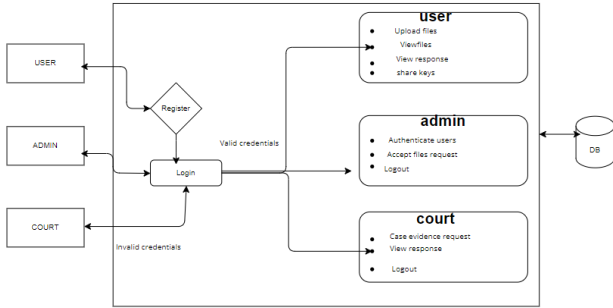 USER
ADMIN
COURT
Register
Login
Valid credentials
Invalid credentials
user
Upload files
Viewfiles
View response
share keys
admin
Authenticate users
Accept files request
Logout
court
Case evidence request
View response
Logout
DB